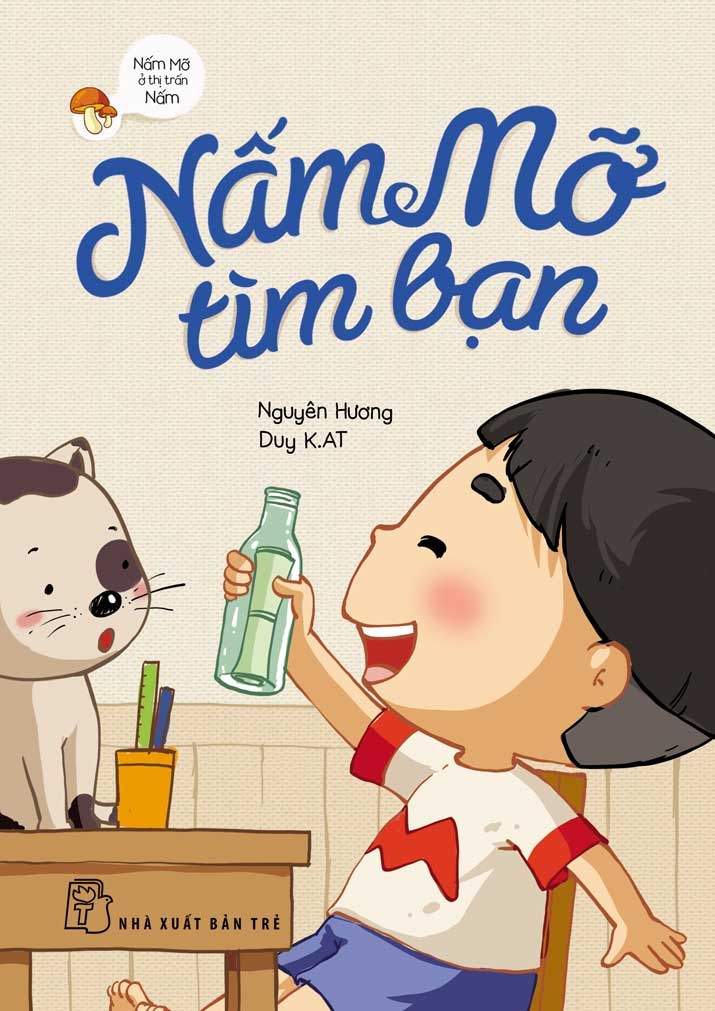 Nấm Mỡ
ở thị trấn
Nấm
Nấm Mỡ
tìm bạn
Nguyên Hương
Duy K.AT
T
NHÀ XUẤT BẢN TRẺ